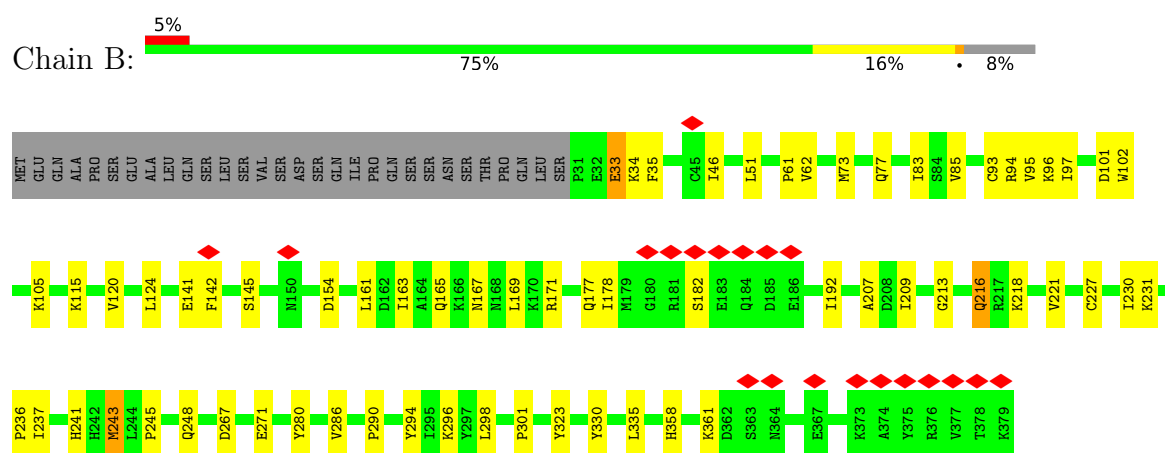 5%
Chain B:
75% 16% • 8%
MET GLU GLN ALA PRO SER GLU ALA LEU GLN SER LEU SER VAL SER ASP SER GLN ILE PRO GLN SER SER ASN SER THR PRO GLN LEU SER P31 E32 E33 K34 F35 C45 I46 L51 P61 V62 M73 Q77 I83 S84 V85 C93 R94 V95 K96 I97 D101 W102
K105 K115 V120 L124 E141 F142 S145 N150 D154 L161 D162 I163 A164 Q165 K166 N167 N168 L169 K170 R171 Q177 I178 M179 G180 R181 S182 E183 Q184 D185 E186 I192 A207 D208 I209 G213 Q216 R217 K218 V221 C227 I230 K231
P236 I237 H241 H242 M243 L244 P245 Q248 D267 E271 Y280 V286 P290 Y294 I295 K296 Y297 L298 P301 Y323 Y330 L335 H358 K361 D362 S363 N364 E367 K373 A374 Y375 R376 V377 T378 K379